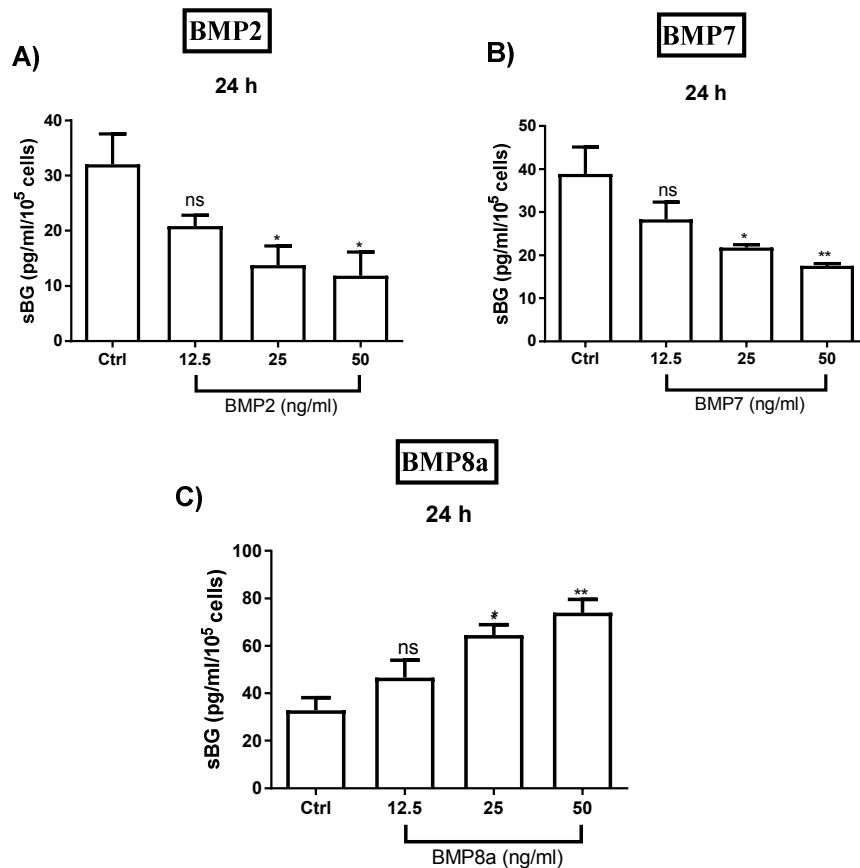 BMP2
A)
24 h
sBG (pg/ml/10⁵ cells)
40
30
20
10
0
ns
*
*
Ctrl 12.5 25 50
BMP2 (ng/ml)
BMP7
B)
24 h
sBG (pg/ml/10⁵ cells)
50
40
30
20
10
0
ns
*
**
Ctrl 12.5 25 50
BMP7 (ng/ml)
BMP8a
C)
24 h
sBG (pg/ml/10⁵ cells)
100
80
60
40
20
0
ns
*
**
Ctrl 12.5 25 50
BMP8a (ng/ml)